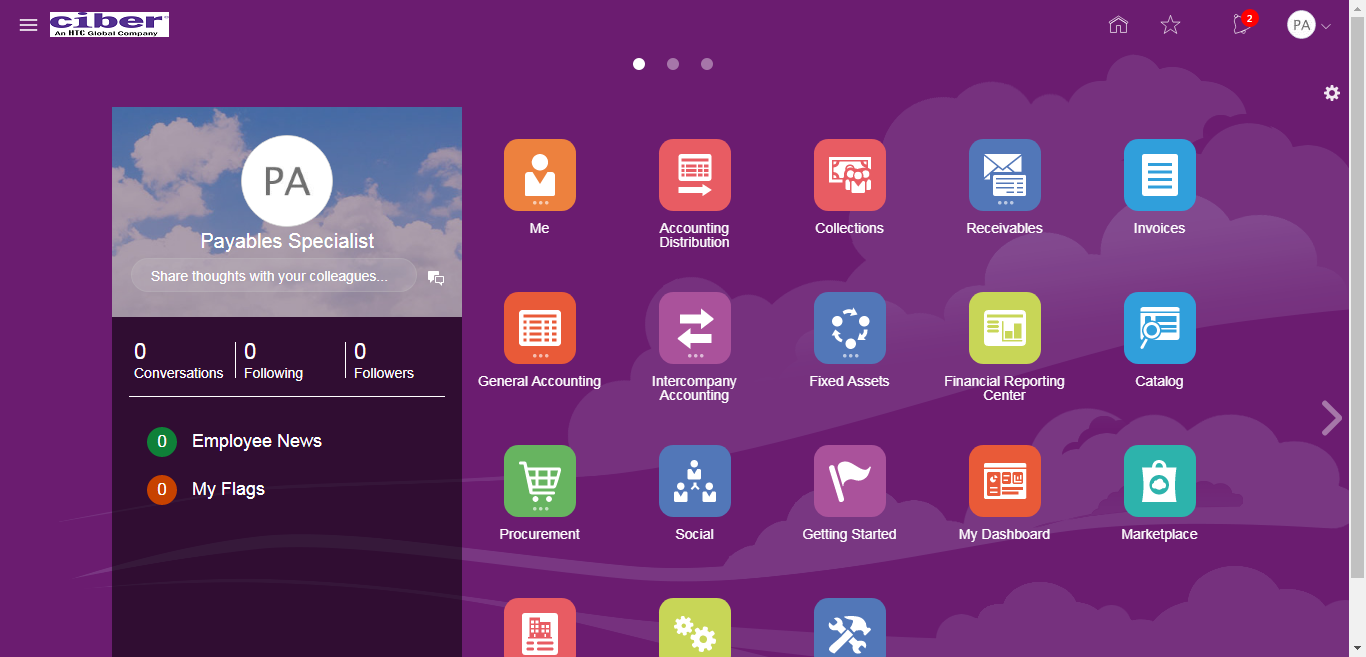 ciber
An HTC Global Company
2
PA
PA
Payables Specialist
Share thoughts with your colleagues...
0
Conversations
0
Following
0
Followers
0 Employee News
0 My Flags
Me
Accounting
Distribution
Collections
Receivables
Invoices
General Accounting
Intercompany
Accounting
Fixed Assets
Financial Reporting
Center
Catalog
Procurement
Social
Getting Started
My Dashboard
Marketplace